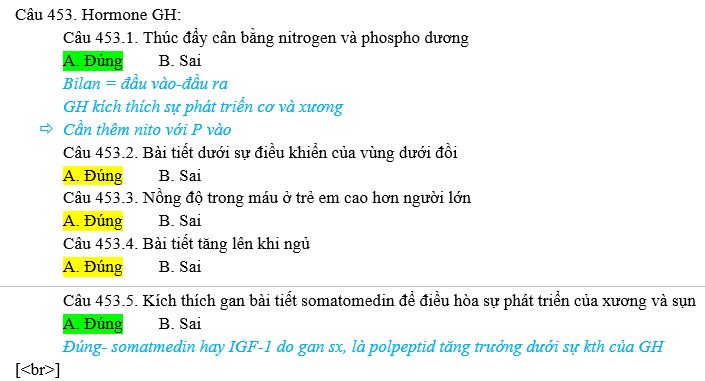 Câu 453. Hormone GH:
Câu 453.1. Thúc đẩy cân bằng nitrogen và phospho dương
A. Đúng B. Sai
Bilan = đầu vào-đầu ra
GH kích thích sự phát triển cơ và xương
⇨ Cần thêm nito với P vào
Câu 453.2. Bài tiết dưới sự điều khiển của vùng dưới đồi
A. Đúng B. Sai
Câu 453.3. Nồng độ trong máu ở trẻ em cao hơn người lớn
A. Đúng B. Sai
Câu 453.4. Bài tiết tăng lên khi ngủ
A. Đúng B. Sai
Câu 453.5. Kích thích gan bài tiết somatomedin để điều hòa sự phát triển của xương và sụn
A. Đúng B. Sai
Đúng- somatmedin hay IGF-1 do gan sx, là polpeptid tăng trưởng dưới sự kth của GH
[<br>]